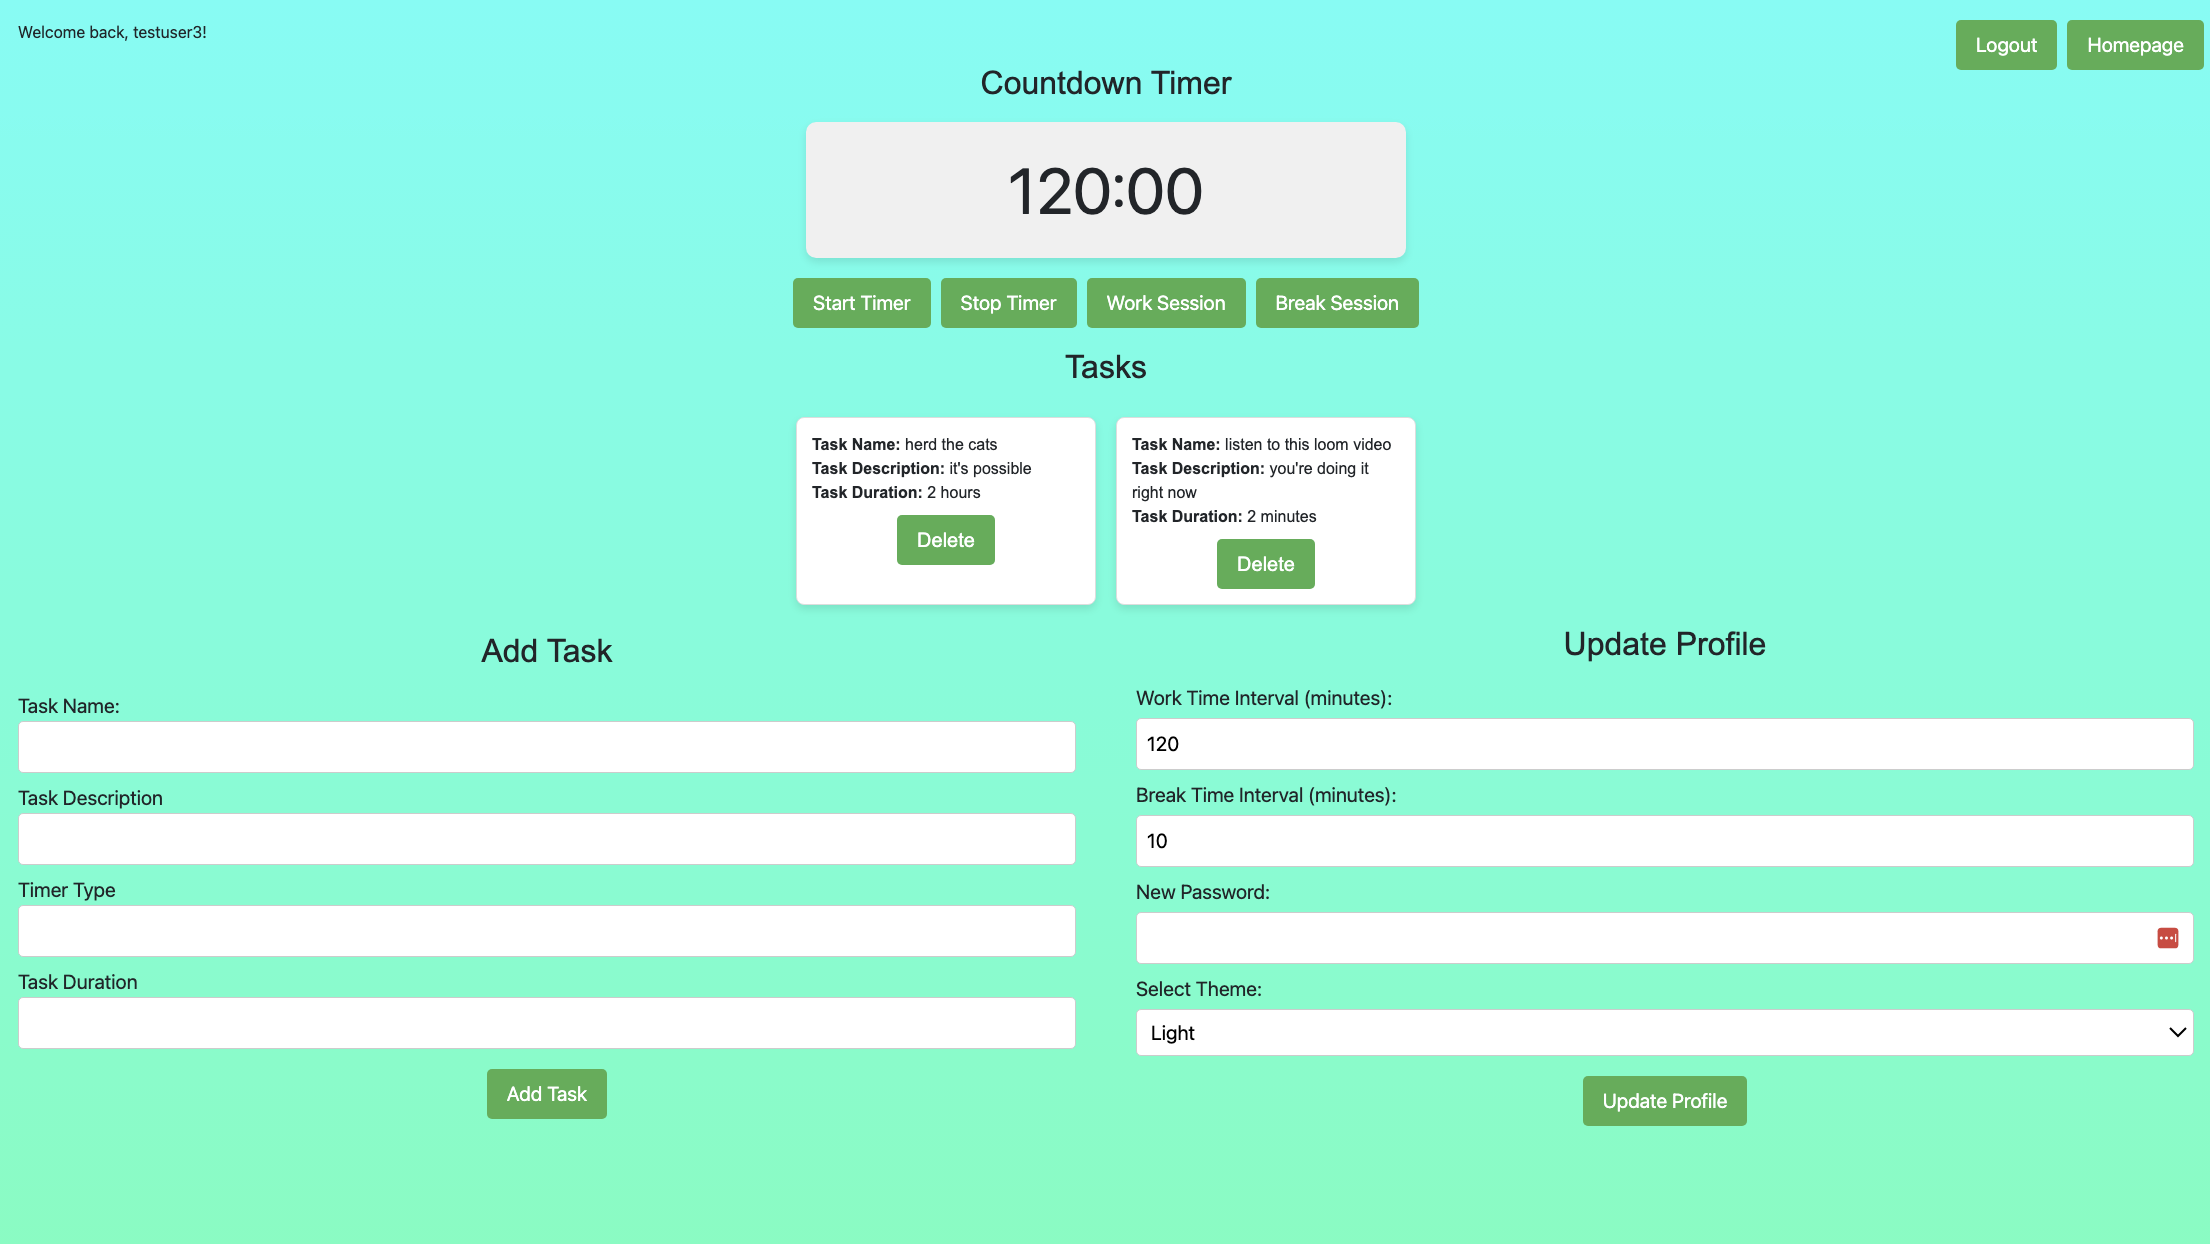 Welcome back, testuser3!
Logout
Homepage
Countdown Timer
120:00
Start Timer
Stop Timer
Work Session
Break Session
Tasks
Task Name: herd the cats
Task Description: it's possible
Task Duration: 2 hours
Delete
Task Name: listen to this loom video
Task Description: you're doing it
right now
Task Duration: 2 minutes
Delete
Add Task
Task Name:
Task Description
Timer Type
Task Duration
Add Task
Update Profile
Work Time Interval (minutes):
120
Break Time Interval (minutes):
10
New Password:
Select Theme:
Light
Update Profile